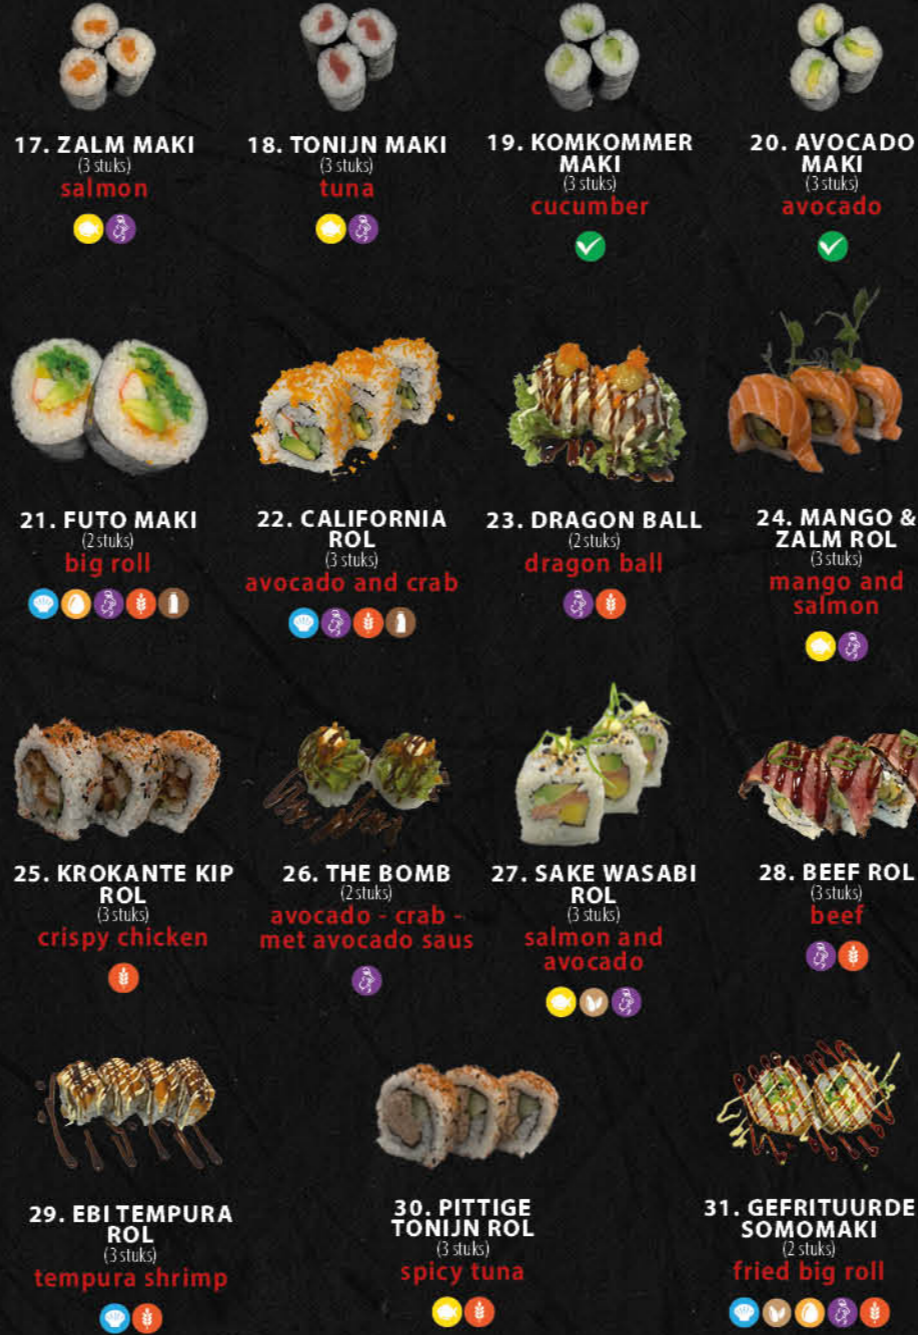 17. ZALM MAKI
(3 stuks)
salmon
18. TONIJN MAKI
(3 stuks)
tuna
19. KOMKOMMER
MAKI
(3 stuks)
cucumber
20. AVOCADO
MAKI
(3 stuks)
avocado
21. FUTO MAKI
(2 stuks)
big roll
22. CALIFORNIA
ROL
(3 stuks)
avocado and crab
23. DRAGON BALL
(2 stuks)
dragon ball
24. MANGO &
ZALM ROL
(3 stuks)
mango and
salmon
25. KROKANTE KIP
ROL
(3 stuks)
crispy chicken
26. THE BOMB
(2 stuks)
avocado - crab -
met avocado saus
27. SAKE WASABI
ROL
(3 stuks)
salmon and
avocado
28. BEEF ROL
(3 stuks)
beef
29. EBI TEMPURA
ROL
(3 stuks)
tempura shrimp
30. PITTIGE
TONIJN ROL
(3 stuks)
spicy tuna
31. GEFRITUURDE
SOMOMAKI
(2 stuks)
fried big roll